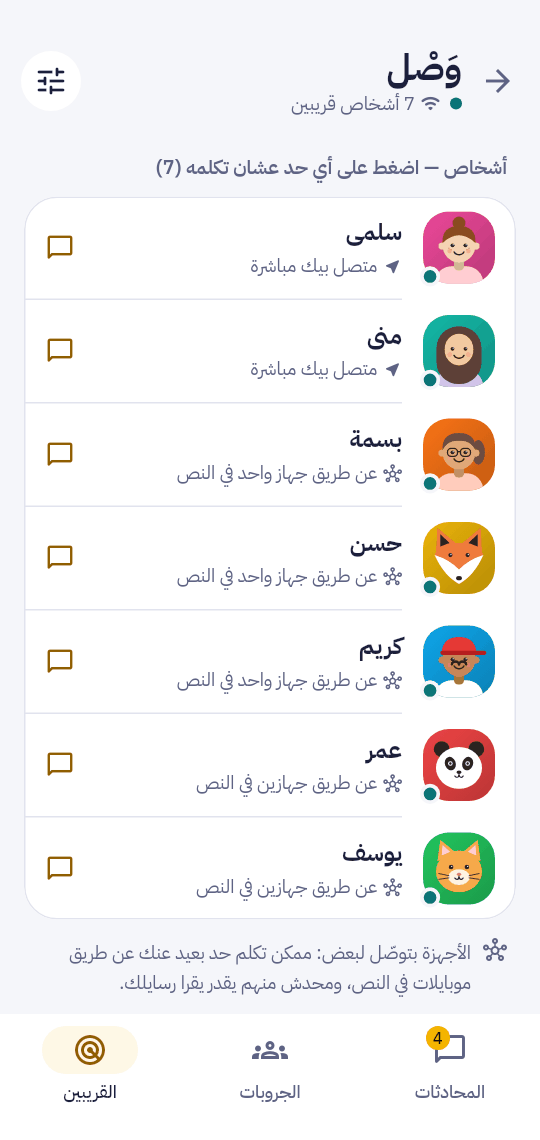 وَصْل
7 أشخاص قريبين
أشخاص — اضغط على أي حد عشان تكلمه (7)
سلمى
متصل بيك مباشرة
منى
متصل بيك مباشرة
بسمة
عن طريق جهاز واحد في النص
حسن
عن طريق جهاز واحد في النص
كريم
عن طريق جهاز واحد في النص
عمر
عن طريق جهازين في النص
يوسف
عن طريق جهازين في النص
الأجهزة بتوصّل لبعض: ممكن تكلم حد بعيد عنك عن طريق
موبايلات في النص، ومحدش منهم يقدر يقرا رسايلك.
4
المحادثات
الجروبات
القريبين